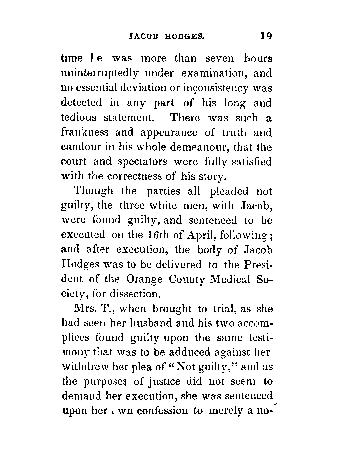 JACOB HODGES. 19
time he was more than seven hours
uninterruptedly under examination, and
no essential deviation or inconsistency was
detected in any part of his long and
tedious statement. There was such a
frankness and appearance of truth and
candour in his whole demeanour, that the
court and spectators were fully satisfied
with the correctness of his story.
Though the parties all pleaded not
guilty, the three white men, with Jacob,
were found guilty, and sentenced to be
executed on the 16th of April, following;
and after execution, the body of Jacob
Hodges was to be delivered to the Presi-
dent of the Orange County Medical So-
ciety, for dissection.
Mrs. T., when brought to trial, as she
had seen her husband and his two accom-
plices found guilty upon the same testi-
mony that was to be adduced against her
withdrew her plea of "Not guilty," and as
the purposes of justice did not seem to
demand her execution, she was sentenced
upon her own confession to merely a no-